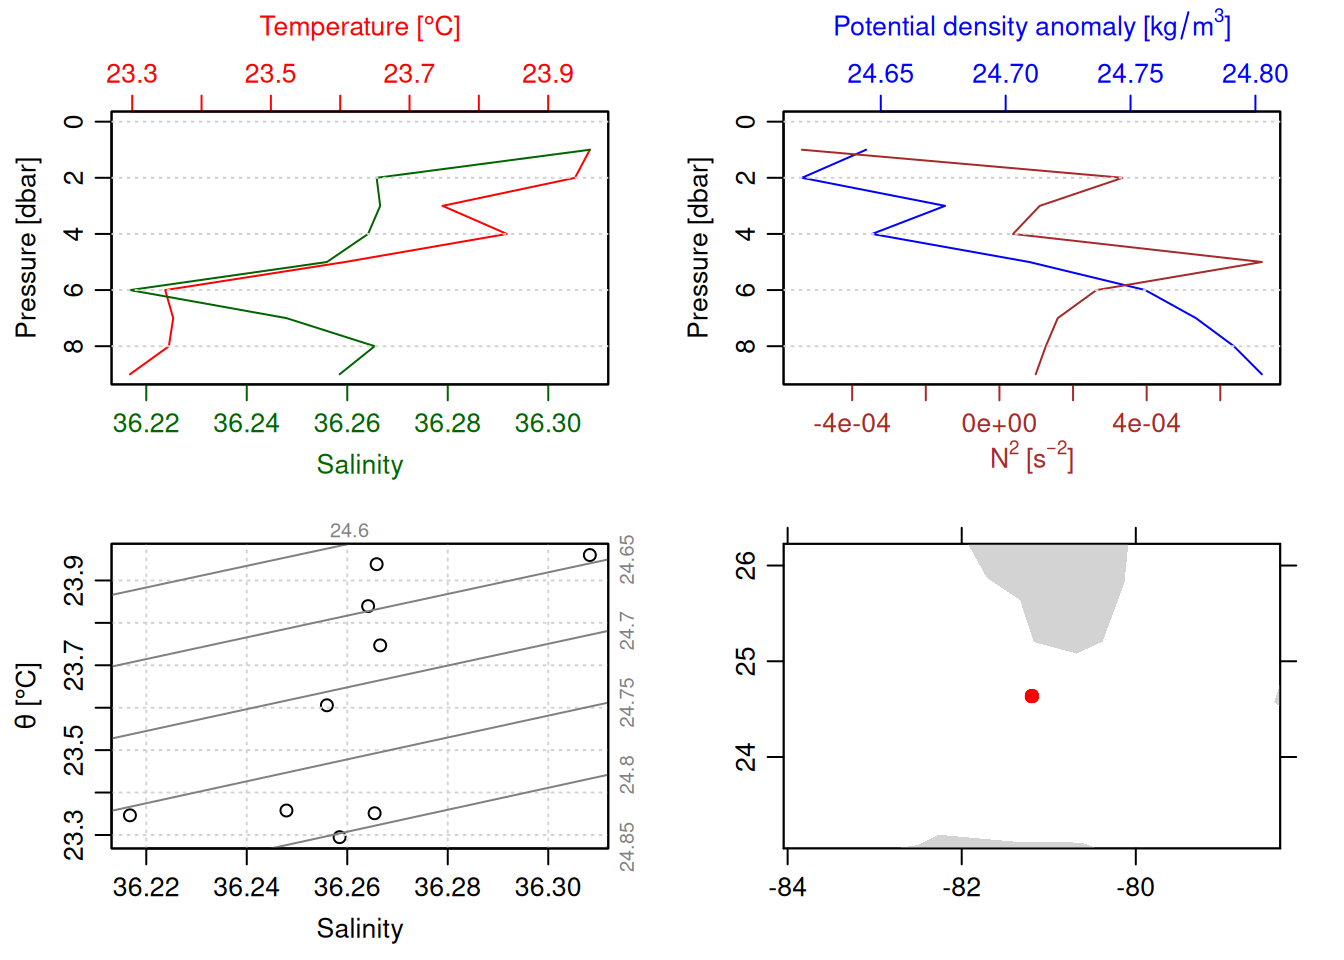 Temperature [°C]
23.3 23.5 23.7 23.9
Pressure [dbar]
0
2
4
6
8
36.22 36.24 36.26 36.28 36.30
Salinity
Potential density anomaly [kg/m³]
24.65 24.70 24.75 24.80
Pressure [dbar]
0
2
4
6
8
-4e-04 0e+00 4e-04
N² [s⁻²]
24.6
θ [°C]
23.9
23.7
23.5
23.3
24.65
24.7
24.75
24.8
24.85
36.22 36.24 36.26 36.28 36.30
Salinity
26
25
24
-84 -82 -80